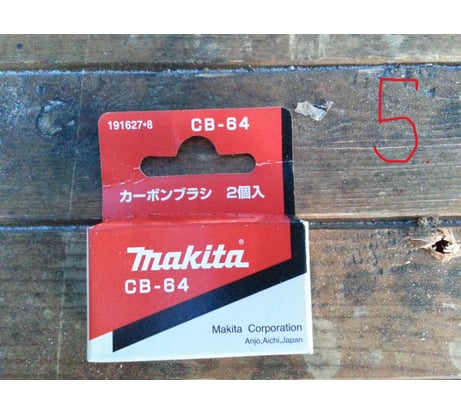 191627-8 CB-64
カーボンブラシ 2個入
makita®
CB-64
Makita Corporation
Anjo,Aichi,Japan
5.